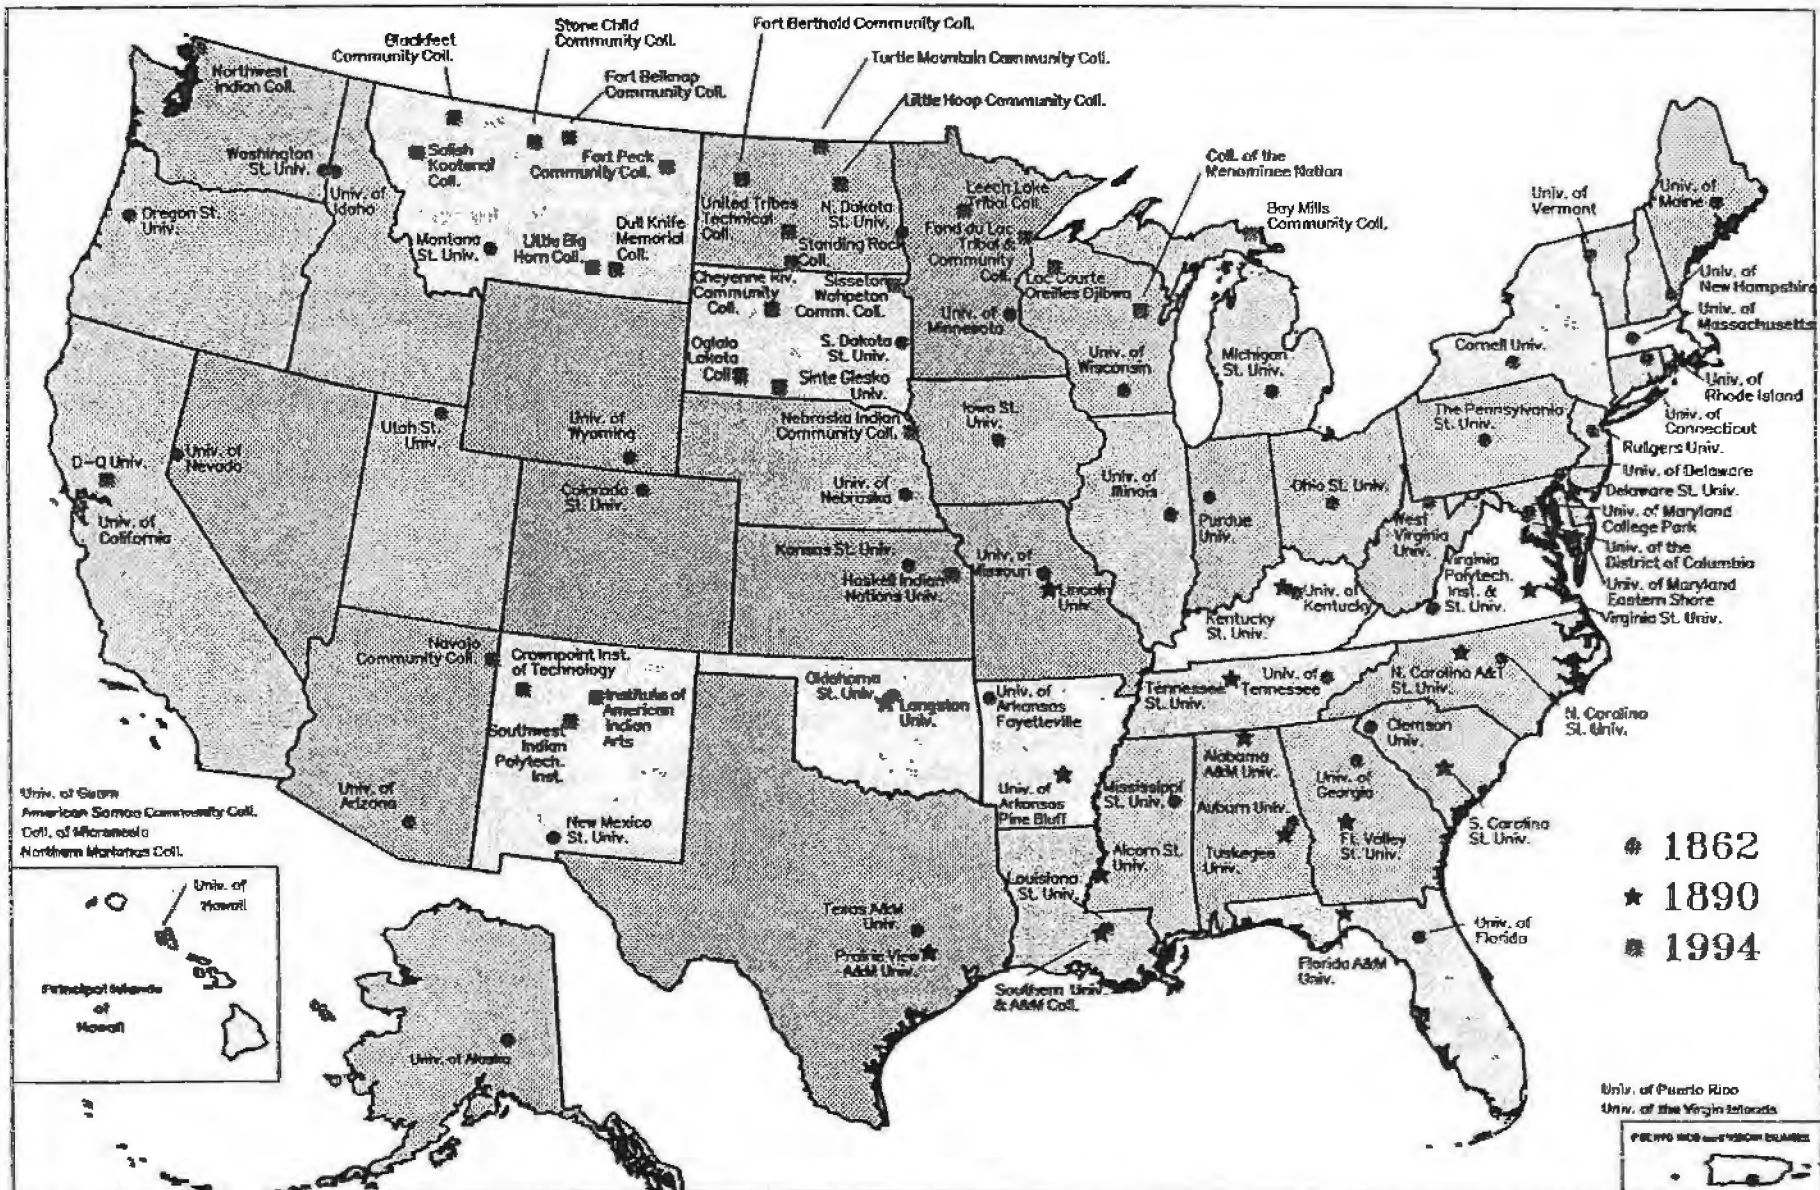 Blackfeet
Community Coll.
Stone Child
Community Coll.
Fort Belknap
Community Coll.
Fort Berthold Community Coll.
Turtle Mountain Community Coll.
Little Hoop Community Coll.
Northwest
Indian Coll.
Washington
St. Univ.
Univ. of
Idaho
Oregon St.
Univ.
Salish
Kootenai
Coll.
Fort Peck
Community Coll.
Montana
St. Univ.
Little Big
Horn Coll.
Dull Knife
Memorial
Coll.
United Tribes
Technical
Coll.
N. Dakota
St. Univ.
Standing Rock
Coll.
Leech Lake
Tribal Coll.
Fond du Lac
Tribal &
Community
Coll.
Coll. of the
Menominee Nation
Bay Mills
Community Coll.
Lac Courte
Oreilles Ojibwa
Univ. of
Vermont
Univ. of
Maine
Univ. of
New Hampshire
Univ. of
Massachusetts
Univ. of
Rhode Island
Univ. of
Connecticut
Cornell Univ.
Cheyenne Riv.
Community
Coll.
Sisseton
Wahpeton
Comm. Coll.
Univ. of
Minnesota
Oglala
Lakota
Coll
S. Dakota
St. Univ.
Sinte Gleska
Univ.
Univ. of
Wisconsin
Michigan
St. Univ.
Utah St.
Univ.
Univ. of
Wyoming
Nebraska Indian
Community Coll.
Iowa St.
Univ.
The Pennsylvania
St. Univ.
Rutgers Univ.
Univ. of Delaware
Delaware St. Univ.
Univ. of Maryland
College Park
Univ. of the
District of Columbia
Univ. of Maryland
Eastern Shore
Virginia St. Univ.
D-Q Univ.
Univ. of
Nevada
Univ. of
California
Colorado
St. Univ.
Univ. of
Nebraska
Univ. of
Illinois
Purdue
Univ.
Ohio St. Univ.
West
Virginia
Univ.
Virginia
Polytech.
Inst. &
St. Univ.
Kansas St. Univ.
Haskell Indian
Nations Univ.
Univ. of
Missouri
Lincoln
Univ.
Univ. of
Kentucky
Kentucky
St. Univ.
Navajo
Community Coll.
Crownpoint Inst.
of Technology
Institute of
American
Indian
Arts
Southwest
Indian
Polytech.
Inst.
Oklahoma
St. Univ.
Langston
Univ.
Univ. of
Arkansas
Fayetteville
Tennessee
St. Univ.
Univ. of
Tennessee
N. Carolina A&T
St. Univ.
N. Carolina
St. Univ.
Clemson
Univ.
Univ. of
Arizona
New Mexico
St. Univ.
Univ. of
Arkansas
Pine Bluff
Mississippi
St. Univ.
Alabama
A&M Univ.
Auburn Univ.
Tuskegee
Univ.
Univ. of
Georgia
Ft. Valley
St. Univ.
S. Carolina
St. Univ.
Alcorn St.
Univ.
Louisiana
St. Univ.
Texas A&M
Univ.
Prairie View
A&M Univ.
Southern Univ.
& A&M Coll.
Florida A&M
Univ.
Univ. of
Florida
Univ. of Guam
American Samoa Community Coll.
Coll. of Micronesia
Northern Marianas Coll.
Univ. of
Hawaii
Principal Islands
of
Hawaii
Univ. of Alaska
1862
1890
1994
Univ. of Puerto Rico
Univ. of the Virgin Islands